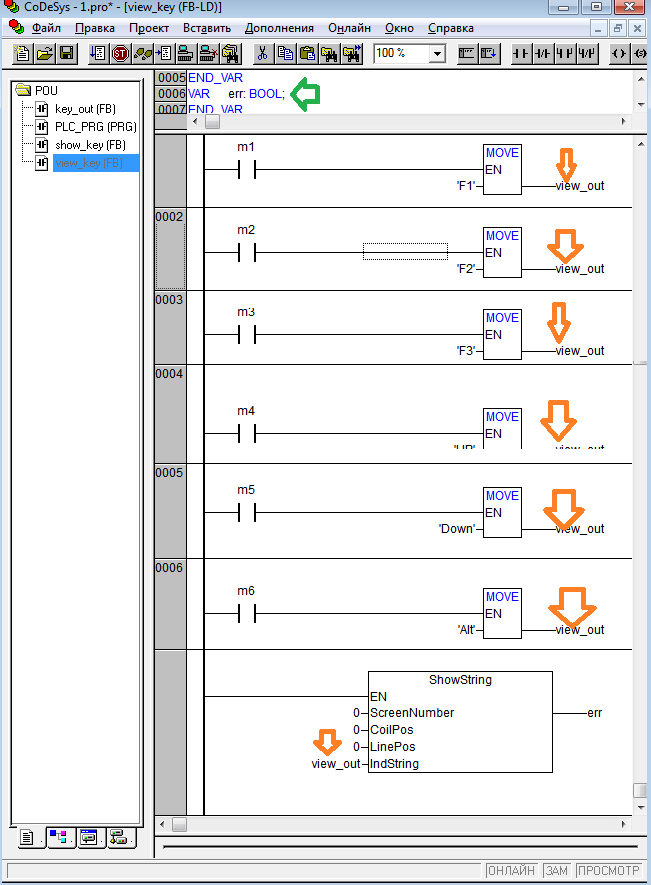 CoDeSys - 1.pro* - [view_key (FB-LD)]
Файл Правка Проект Вставить Дополнения Онлайн Окно Справка
100 %
POU
key_out (FB)
PLC_PRG (PRG)
show_key (FB)
view_key (FB)
0005 END_VAR
0006 VAR err: BOOL;
0007 END_VAR
m1
MOVE
EN
'F1' view_out
0002
m2
MOVE
EN
'F2' view_out
0003
m3
MOVE
EN
'F3' view_out
0004
m4
MOVE
EN
view_out
0005
m5
MOVE
EN
'Down' view_out
0006
m6
MOVE
EN
'Alt' view_out
ShowString
EN
0 ScreenNumber err
0 CoilPos
0 LinePos
view_out IndString
ОНЛАЙН ЗАМ ПРОСМОТР